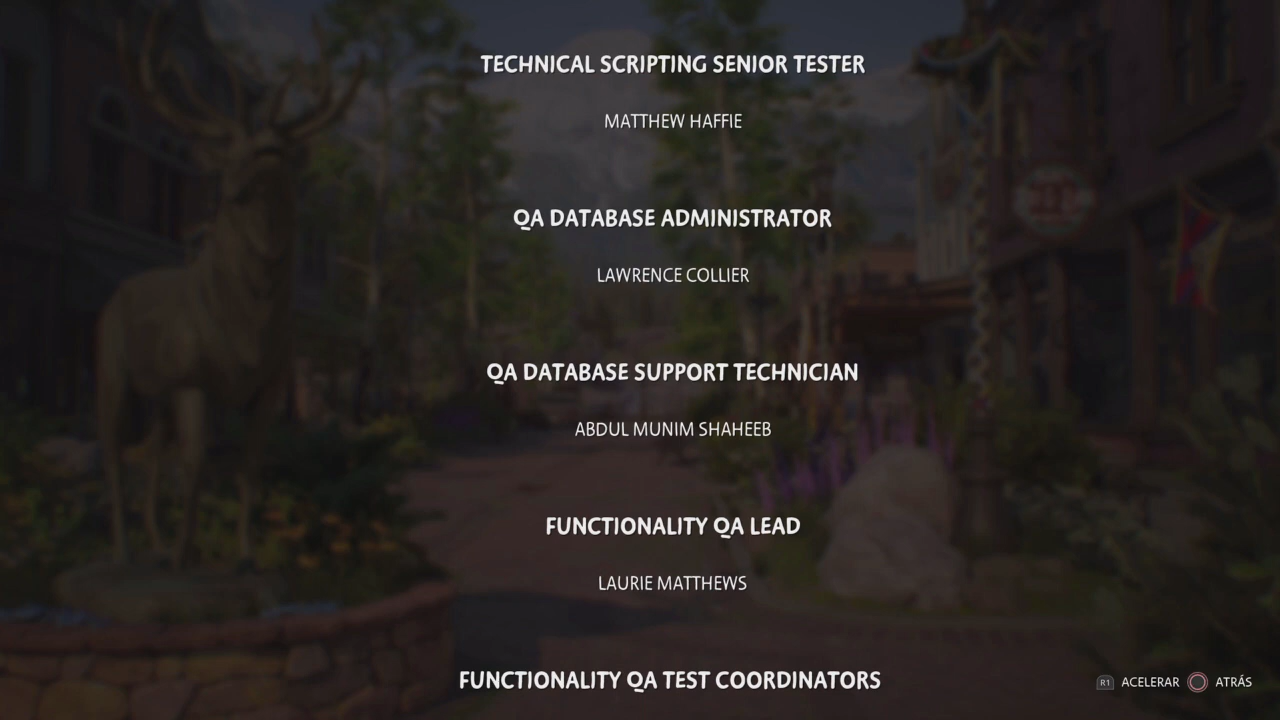 TECHNICAL SCRIPTING SENIOR TESTER
MATTHEW HAFFIE
QA DATABASE ADMINISTRATOR
LAWRENCE COLLIER
QA DATABASE SUPPORT TECHNICIAN
ABDUL MUNIM SHAHEEB
FUNCTIONALITY QA LEAD
LAURIE MATTHEWS
FUNCTIONALITY QA TEST COORDINATORS
R1 ACELERAR ATRÁS